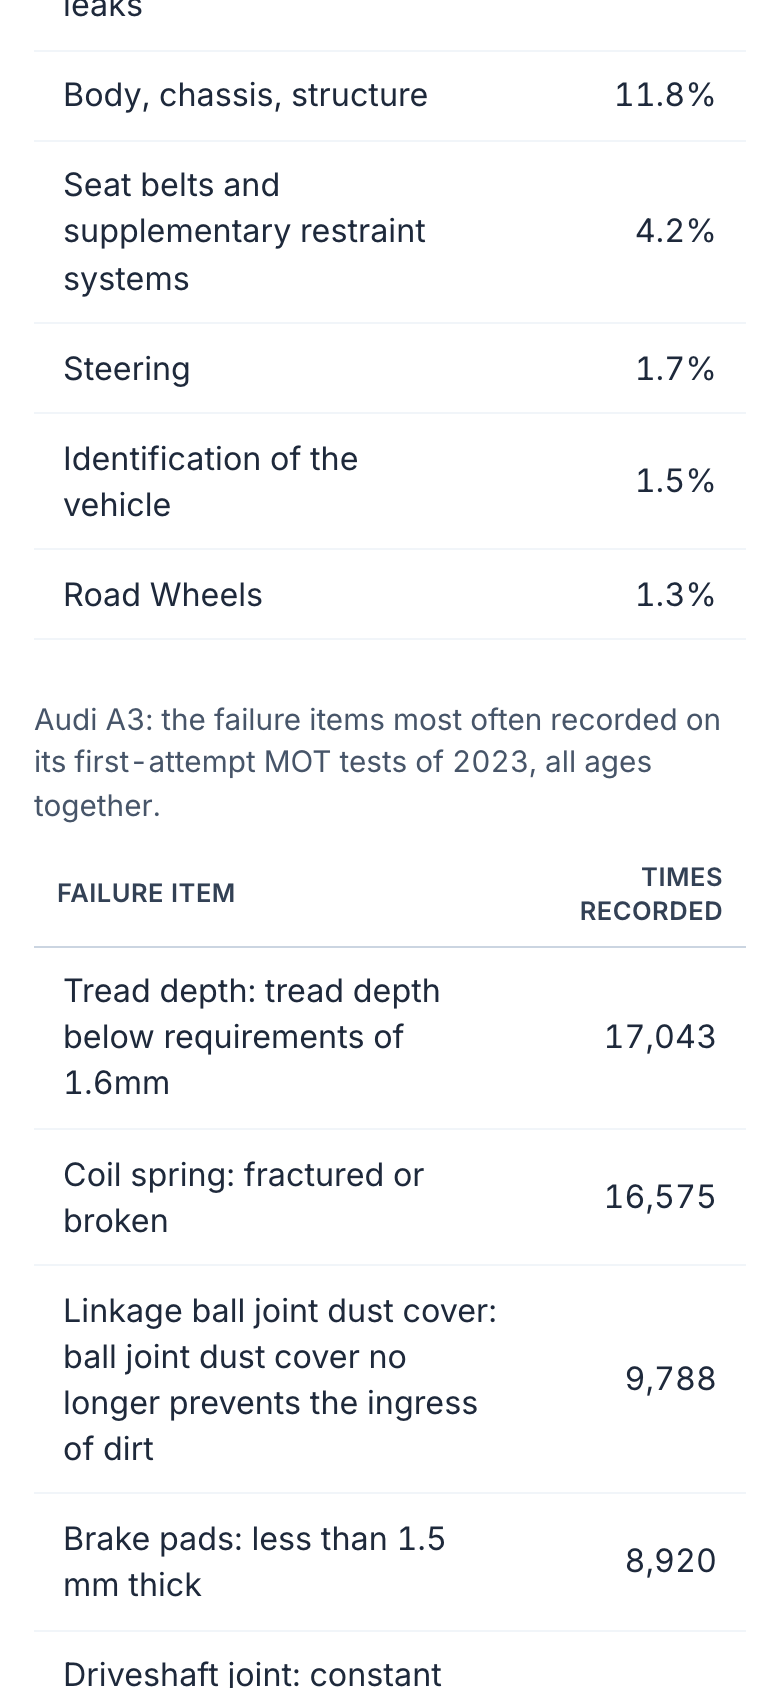 leaks
Body, chassis, structure 11.8%
Seat belts and
supplementary restraint 4.2%
systems
Steering 1.7%
Identification of the
vehicle 1.5%
Road Wheels 1.3%
Audi A3: the failure items most often recorded on
its first-attempt MOT tests of 2023, all ages
together.
FAILURE ITEM TIMES
RECORDED
Tread depth: tread depth
below requirements of 17,043
1.6mm
Coil spring: fractured or
broken 16,575
Linkage ball joint dust cover:
ball joint dust cover no
longer prevents the ingress 9,788
of dirt
Brake pads: less than 1.5
mm thick 8,920
Driveshaft joint: constant